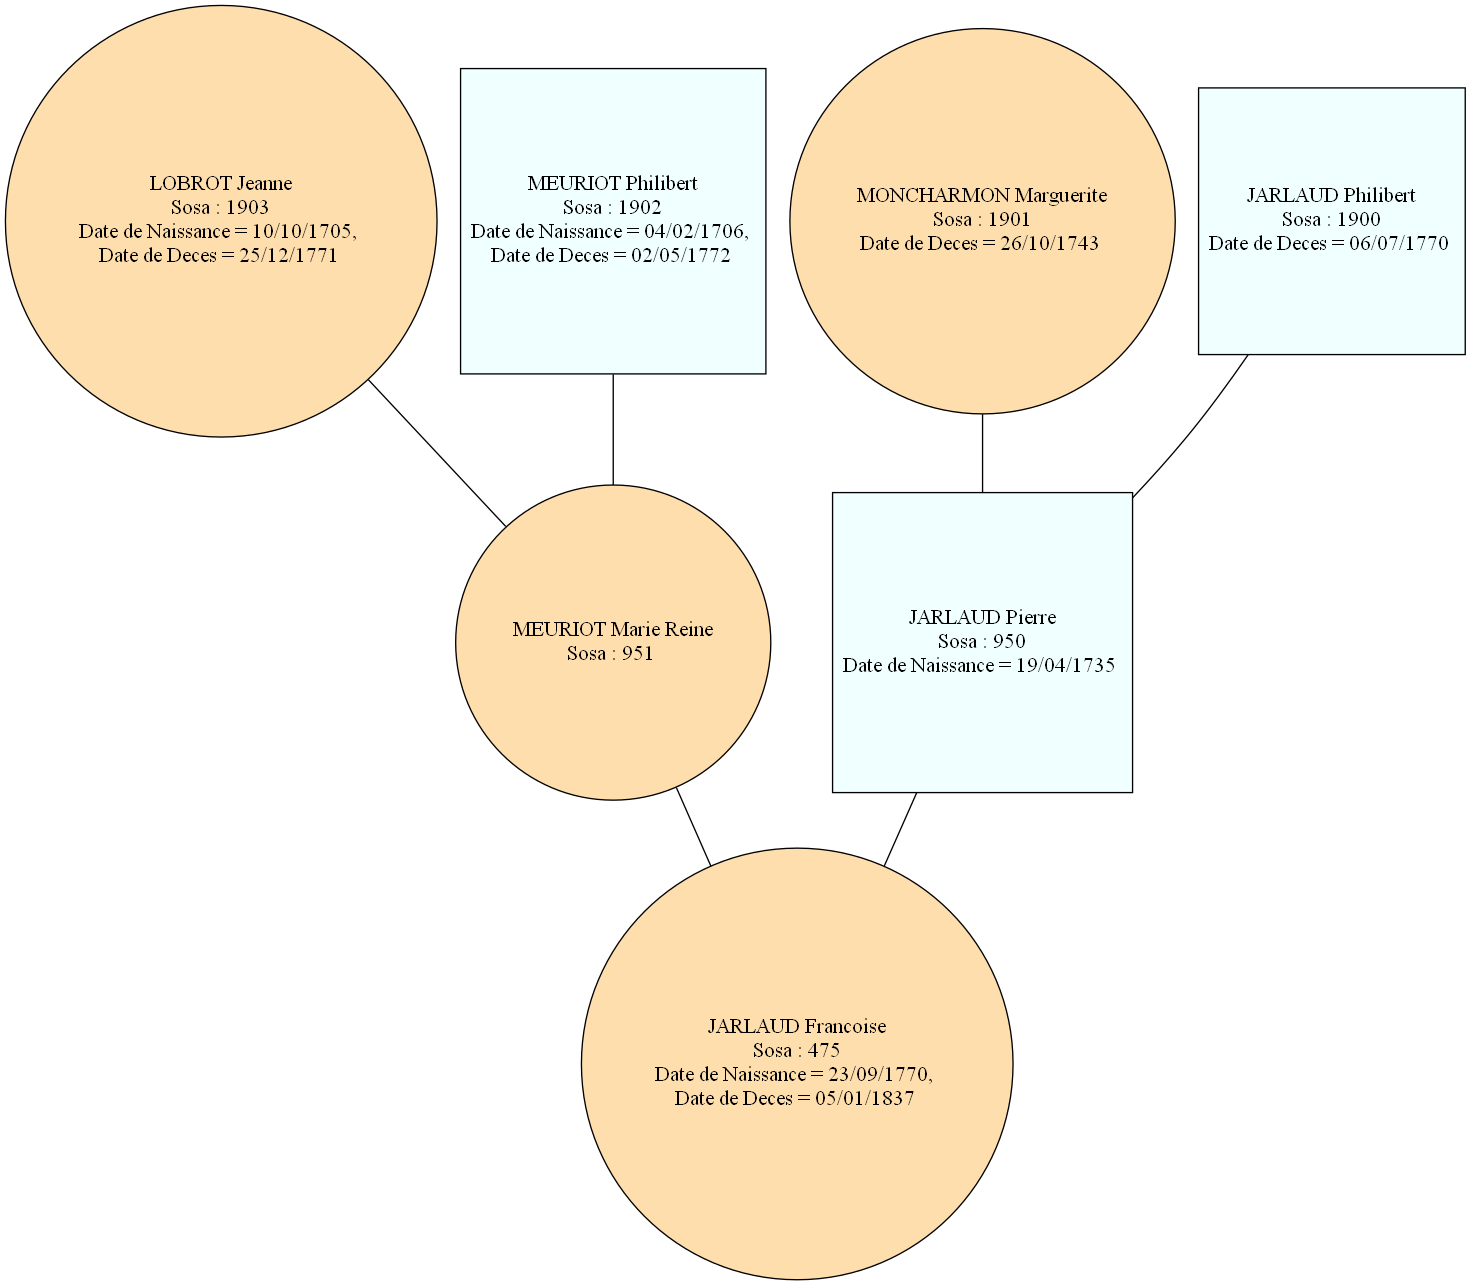 LOBROT Jeanne
Sosa : 1903
Date de Naissance = 10/10/1705,
Date de Deces = 25/12/1771
MEURIOT Philibert
Sosa : 1902
Date de Naissance = 04/02/1706,
Date de Deces = 02/05/1772
MONCHARMON Marguerite
Sosa : 1901
Date de Deces = 26/10/1743
JARLAUD Philibert
Sosa : 1900
Date de Deces = 06/07/1770
MEURIOT Marie Reine
Sosa : 951
JARLAUD Pierre
Sosa : 950
Date de Naissance = 19/04/1735
JARLAUD Francoise
Sosa : 475
Date de Naissance = 23/09/1770,
Date de Deces = 05/01/1837